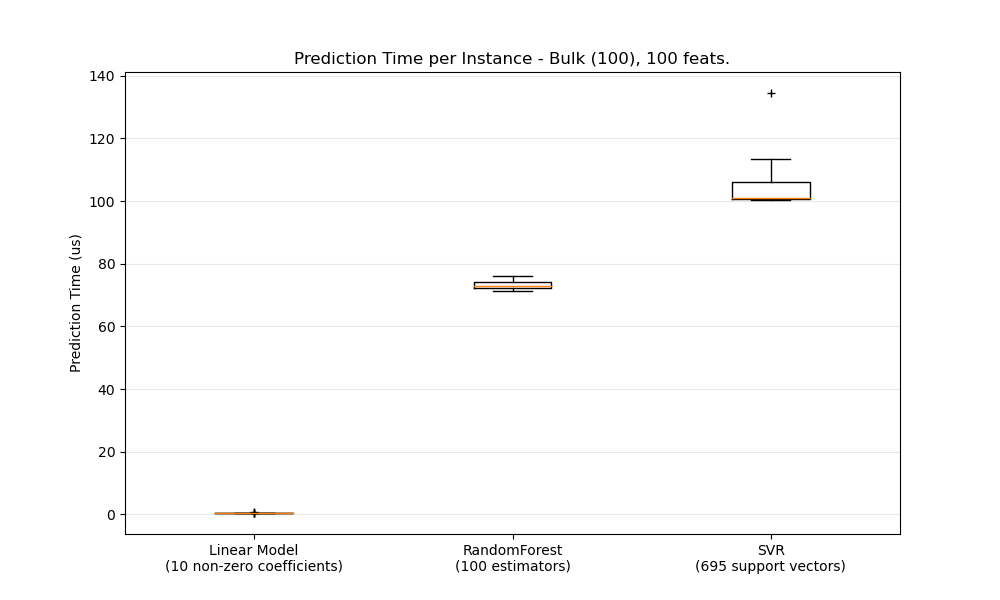 Prediction Time per Instance - Bulk (100), 100 feats.
Prediction Time (us)
140
120
100
80
60
40
20
0
Linear Model
(10 non-zero coefficients)
RandomForest
(100 estimators)
SVR
(695 support vectors)